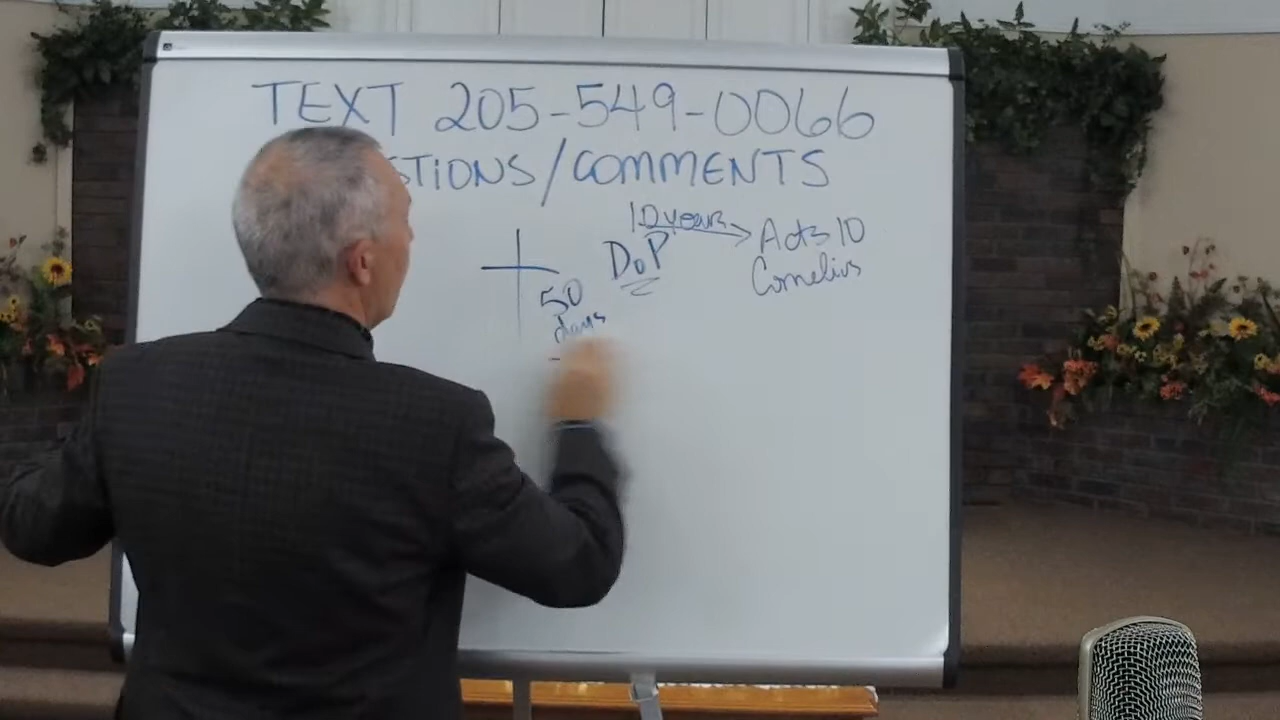 TEXT 205-549-0066
STIONS/COMMENTS
10 years
DoP
Acts 10
Cornelius
50
days